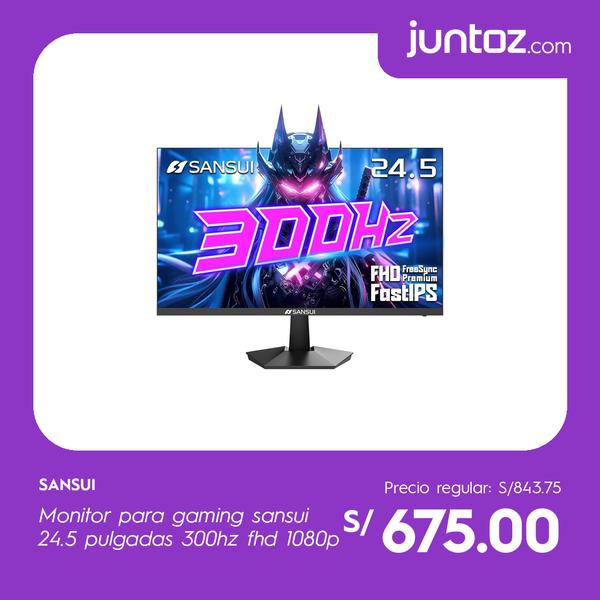 juntoz.com
SANSUI
24.5
300Hz
FHD FreeSync Premium
FastIPS
SANSUI
SANSUI
Precio regular: S/843.75
Monitor para gaming sansui
24.5 pulgadas 300hz fhd 1080p
S/ 675.00